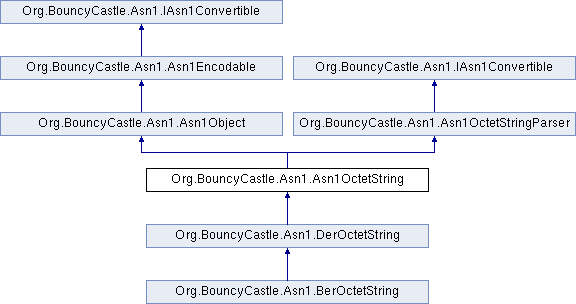 Org.BouncyCastle.Asn1.IAsn1Convertible
Org.BouncyCastle.Asn1.Asn1Encodable
Org.BouncyCastle.Asn1.IAsn1Convertible
Org.BouncyCastle.Asn1.Asn1Object
Org.BouncyCastle.Asn1.Asn1OctetStringParser
Org.BouncyCastle.Asn1.Asn1OctetString
Org.BouncyCastle.Asn1.DerOctetString
Org.BouncyCastle.Asn1.BerOctetString